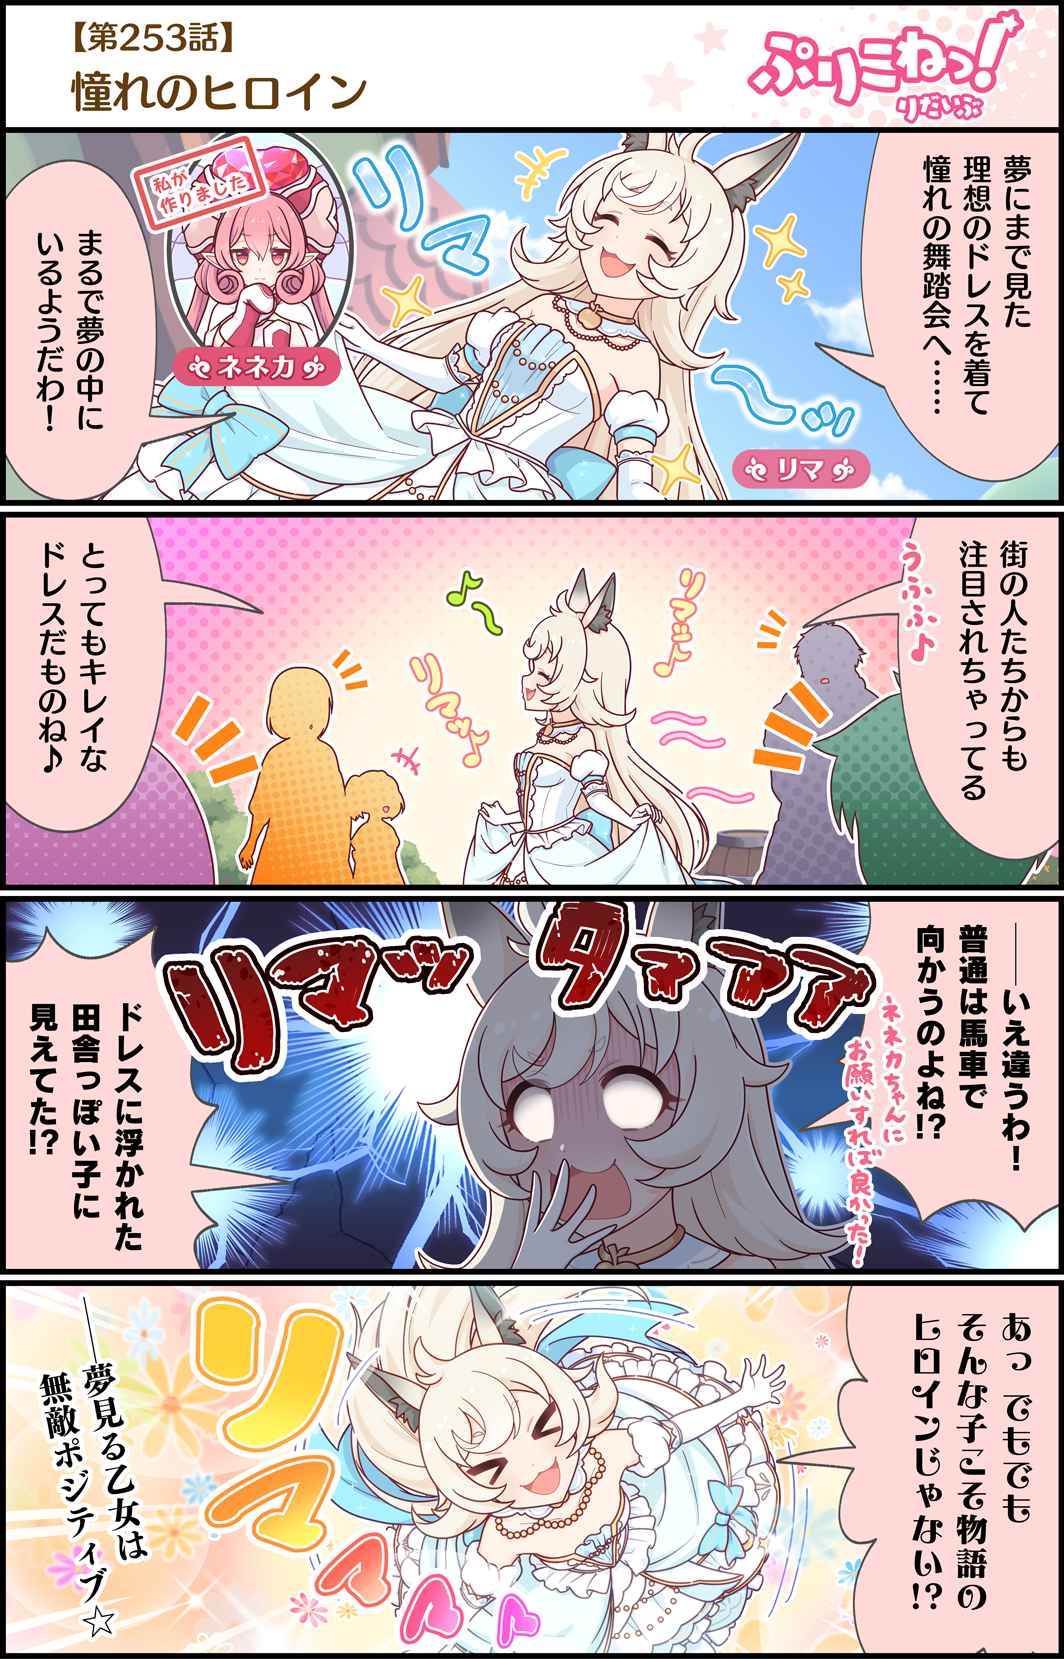 【第253話】
憧れのヒロイン
ぷりこねっ!
りだいぶ
夢にまで見た
理想のドレスを着て
憧れの舞踏会へ……
リマ
～ッ
リマ
私が
作りました
ネネカ
まるで夢の中に
いるようだわ!
街の人たちからも
注目されちゃってる
うふふ♪
リマッ♪
リマッ♪
とってもキレイな
ドレスだものね♪
――いえ違うわ!
普通は馬車で
向かうのよね!?
ネネカちゃんに
お願いすれば良かった!
リマッ
タァァァ
ドレスに浮かれた
田舎っぽい子に
見えてた!?
あっ でもでも
そんな子こそ物語の
ヒロインじゃない!?
リマママママ
――夢見る乙女は
無敵ポジティブ☆